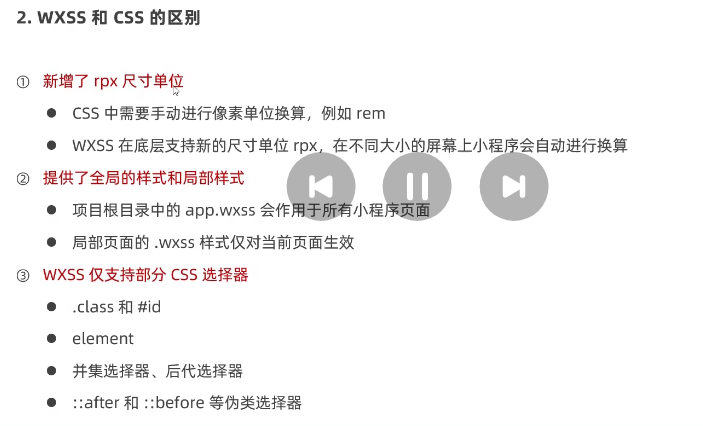 2. WXSS 和 CSS 的区别
① 新增了 rpx 尺寸单位
● CSS 中需要手动进行像素单位换算，例如 rem
● WXSS 在底层支持新的尺寸单位 rpx，在不同大小的屏幕上小程序会自动进行换算
② 提供了全局的样式和局部样式
● 项目根目录中的 app.wxss 会作用于所有小程序页面
● 局部页面的 .wxss 样式仅对当前页面生效
③ WXSS 仅支持部分 CSS 选择器
● .class 和 #id
● element
● 并集选择器、后代选择器
● ::after 和 ::before 等伪类选择器